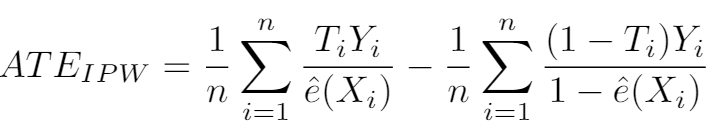 $ATE_{IPW} = \frac{1}{n} \sum_{i=1}^{n} \frac{T_i Y_i}{\hat{e}(X_i)} - \frac{1}{n} \sum_{i=1}^{n} \frac{(1 - T_i) Y_i}{1 - \hat{e}(X_i)}$